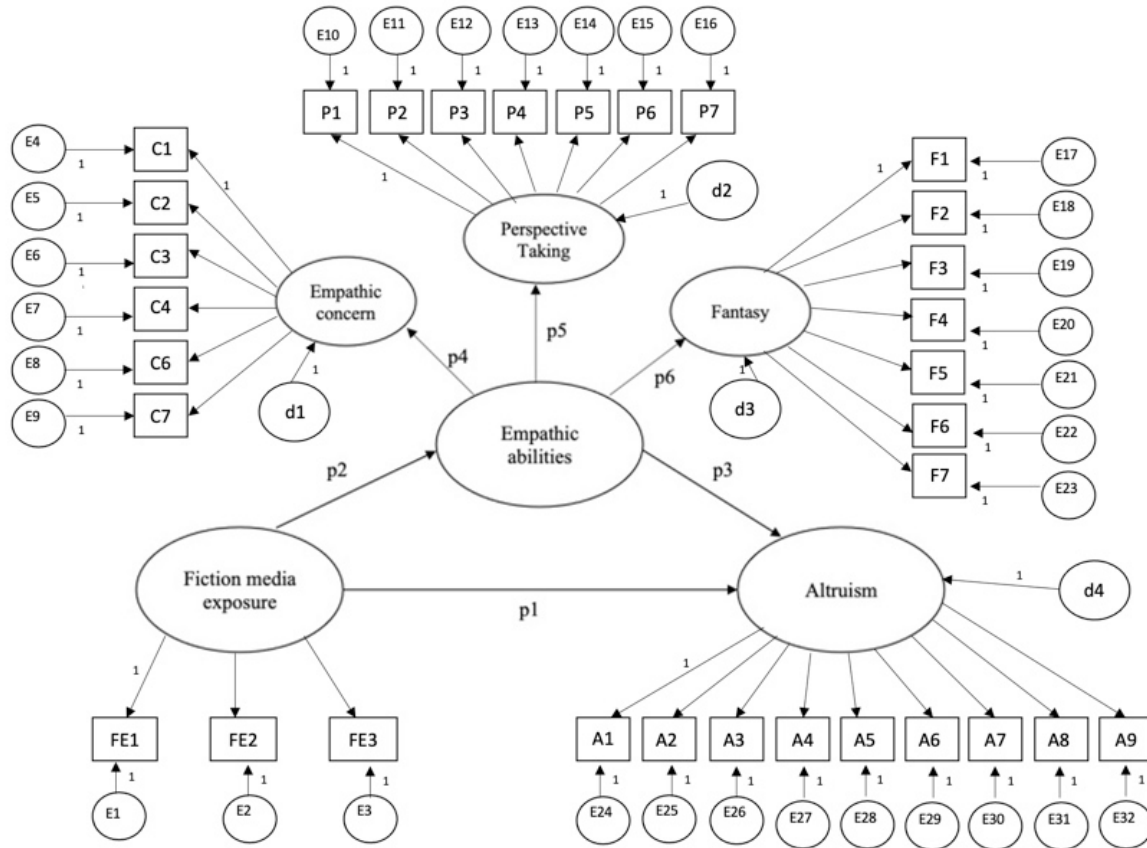 E10
E11
E12
E13
E14
E15
E16
1
1
1
1
1
1
1
P1
P2
P3
P4
P5
P6
P7
E4
1
C1
E5
1
C2
E6
1
C3
E7
1
C4
E8
1
C6
E9
1
C7
1
Empathic
concern
1
d1
1
Perspective
Taking
1
d2
1
Fantasy
1
d3
F1
1
E17
F2
1
E18
F3
1
E19
F4
1
E20
F5
1
E21
F6
1
E22
F7
1
E23
p4
p5
p6
Empathic
abilities
p2
p3
Fiction media
exposure
p1
Altruism
1
d4
1
1
FE1
FE2
FE3
A1
A2
A3
A4
A5
A6
A7
A8
A9
1
1
1
1
1
1
1
1
1
1
1
1
E1
E2
E3
E24
E25
E26
E27
E28
E29
E30
E31
E32